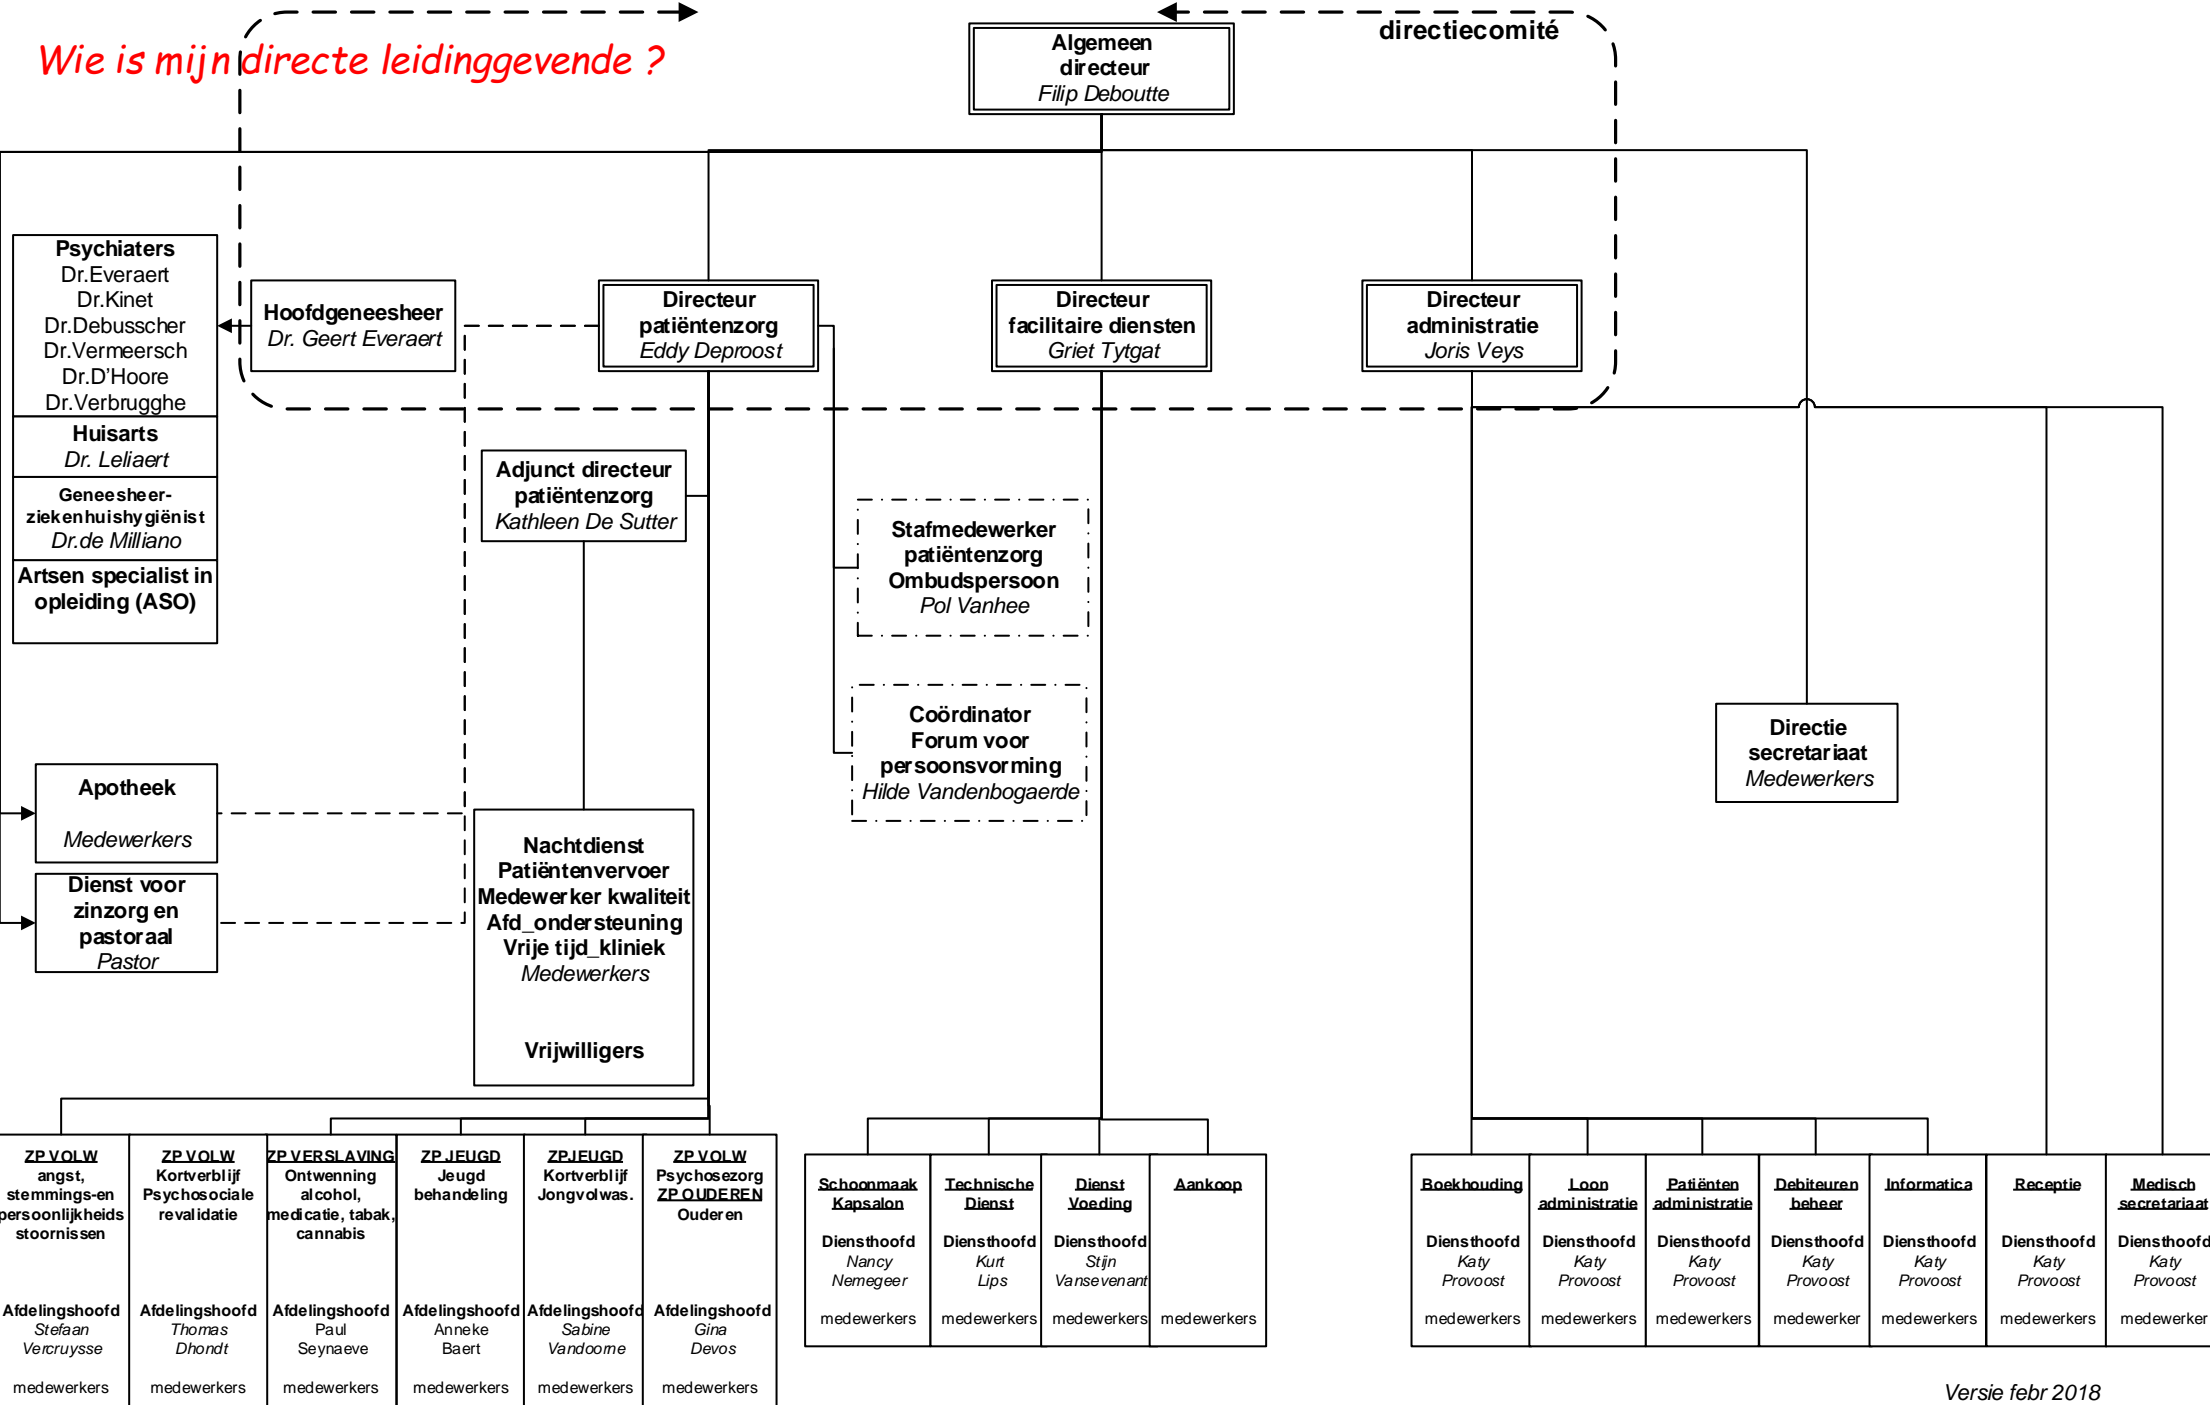 directiecomité
Wie is mijn directe leidinggevende ?
Algemeen
directeur
Filip Deboutte
Psychiaters
Dr.Everaert
Dr.Kinet
Dr.Debusscher
Dr.Vermeersch
Dr.D'Hoore
Dr.Verbrugghe
Huisarts
Dr. Leliaert
Geneesheer-
ziekenhuishygiënist
Dr.de Milliano
Artsen specialist in
opleiding (ASO)
Hoofdgeneesheer
Dr. Geert Everaert
Directeur
patiëntenzorg
Eddy Deproost
Directeur
facilitaire diensten
Griet Tytgat
Directeur
administratie
Joris Veys
Adjunct directeur
patiëntenzorg
Kathleen De Sutter
Stafmedewerker
patiëntenzorg
Ombudspersoon
Pol Vanhee
Coördinator
Forum voor
persoonsvorming
Hilde Vandenbogaerde
Directie
secretariaat
Medewerkers
Apotheek
Medewerkers
Dienst voor
zinzorg en
pastoraal
Pastor
Nachtdienst
Patiëntenvervoer
Medewerker kwaliteit
Afd_ondersteuning
Vrije tijd_kliniek
Medewerkers
Vrijwilligers
ZP VOLW
angst,
stemmings-en
persoonlijkheids
stoornissen
Afdelingshoofd
Stefaan
Vercruysse
medewerkers
ZP VOLW
Kortverblijf
Psychosociale
revalidatie
Afdelingshoofd
Thomas
Dhondt
medewerkers
ZP VERSLAVING
Ontwenning
alcohol,
medicatie, tabak,
cannabis
Afdelingshoofd
Paul
Seynaeve
medewerkers
ZP JEUGD
Jeugd
behandeling
Afdelingshoofd
Anneke
Baert
medewerkers
ZPJEUGD
Kortverblijf
Jongvolwas.
Afdelingshoofd
Sabine
Vandoorne
medewerkers
ZP VOLW
Psychosezorg
ZP OUDEREN
Ouderen
Afdelingshoofd
Gina
Devos
medewerkers
Schoonmaak
Kapsalon
Diensthoofd
Nancy
Nemegeer
medewerkers
Technische
Dienst
Diensthoofd
Kurt
Lips
medewerkers
Dienst
Voeding
Diensthoofd
Stijn
Vansevenant
medewerkers
Aankoop
medewerkers
Boekhouding
Diensthoofd
Katy
Provoost
medewerkers
Loon
administratie
Diensthoofd
Katy
Provoost
medewerkers
Patiënten
administratie
Diensthoofd
Katy
Provoost
medewerkers
Debiteuren
beheer
Diensthoofd
Katy
Provoost
medewerker
Informatica
Diensthoofd
Katy
Provoost
medewerkers
Receptie
Diensthoofd
Katy
Provoost
medewerkers
Medisch
secretariaat
Diensthoofd
Katy
Provoost
medewerker
Versie febr 2018